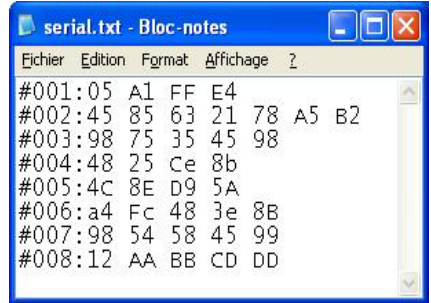 serial.txt - Bloc-notes
Fichier Edition Format Affichage ?
#001:05 A1 FF E4
#002:45 85 63 21 78 A5 B2
#003:98 75 35 45 98
#004:48 25 Ce 8b
#005:4C 8E D9 5A
#006:a4 Fc 48 3e 8B
#007:98 54 58 45 99
#008:12 AA BB CD DD